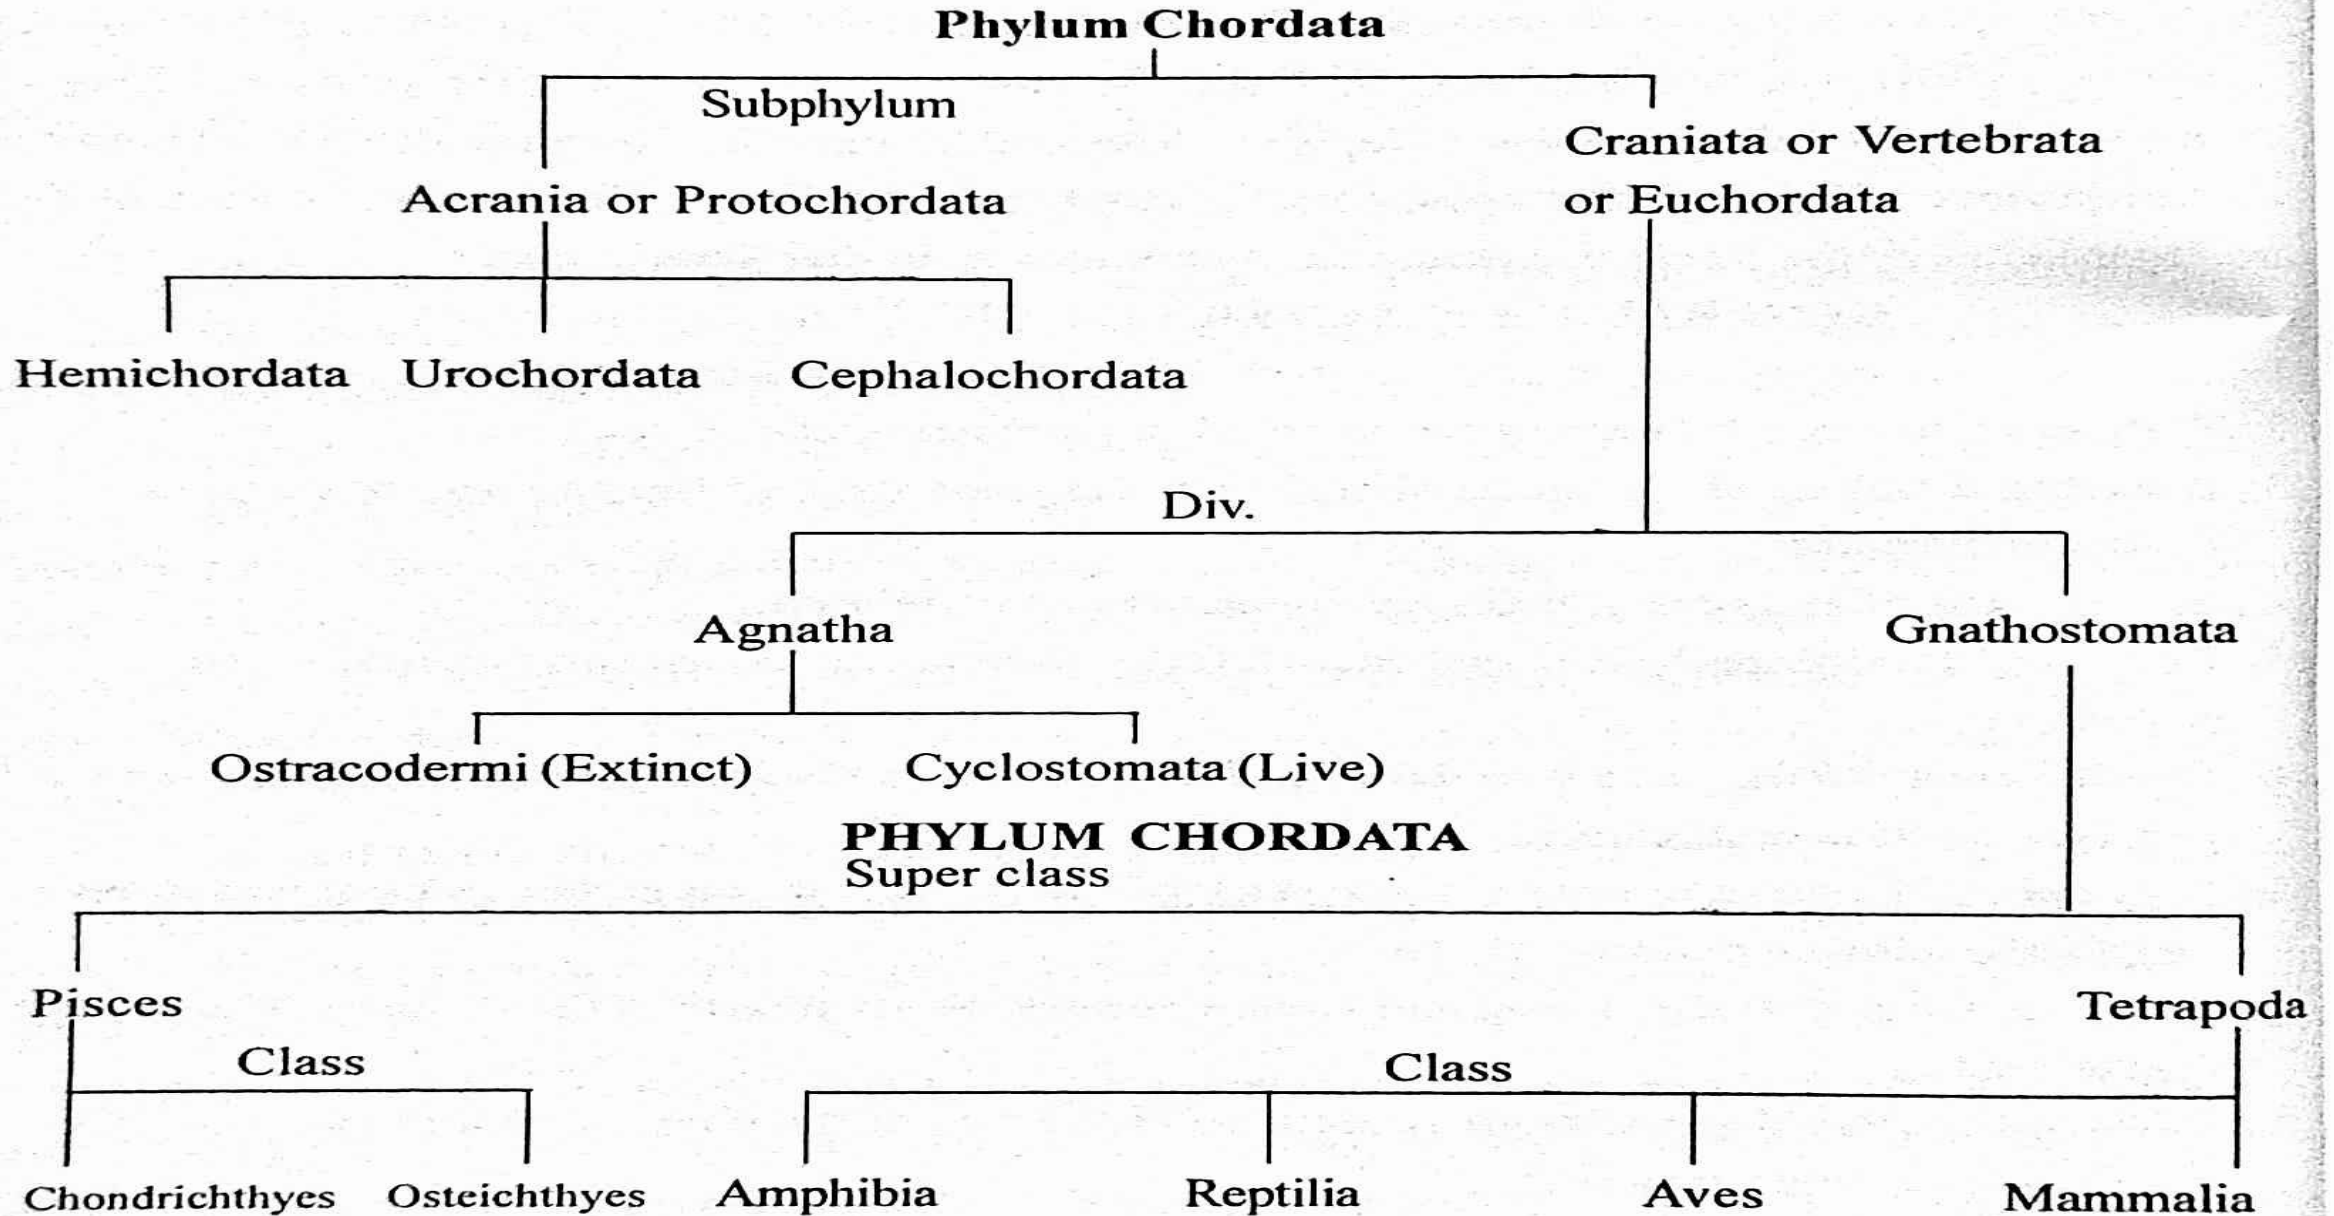 Phylum Chordata
Subphylum
Craniata or Vertebrata
or Euchordata
Acrania or Protochordata
Hemichordata Urochordata Cephalochordata
Div.
Agnatha Gnathostomata
Ostracodermi (Extinct) Cyclostomata (Live)
PHYLUM CHORDATA
Super class
Pisces Tetrapoda
Class Class
Chondrichthyes Osteichthyes Amphibia Reptilia Aves Mammalia